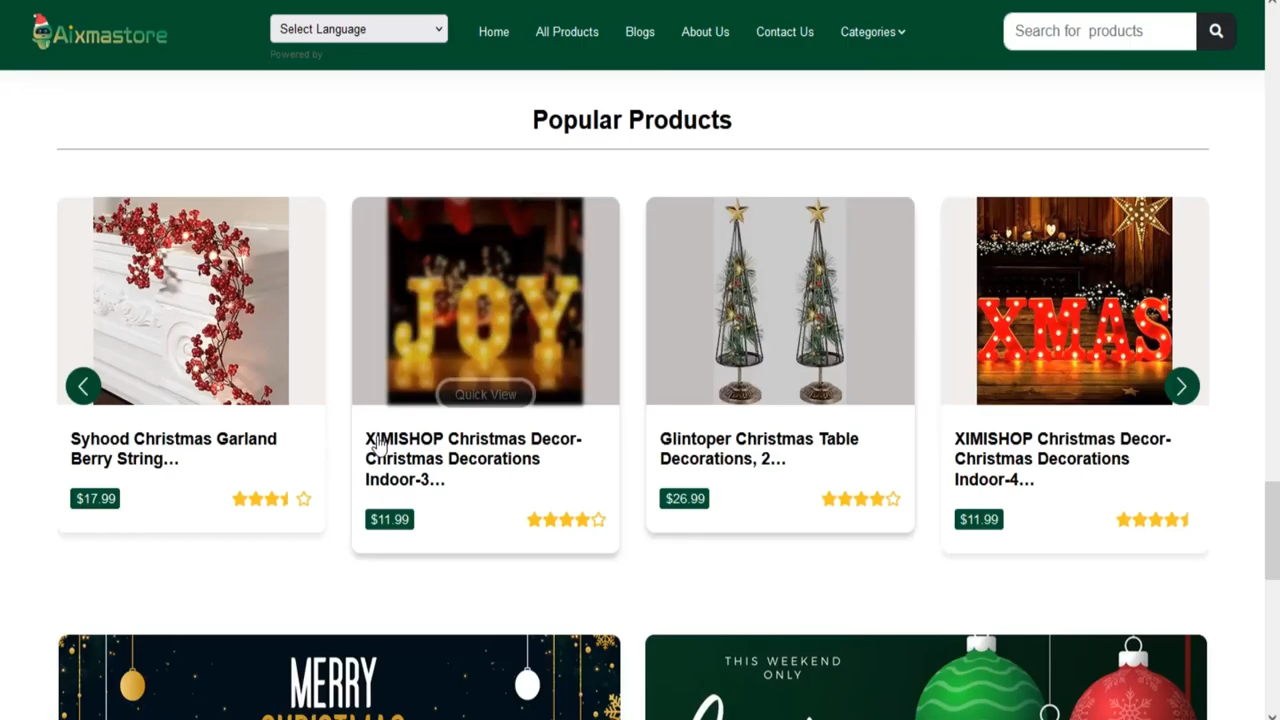 Aixmastore
Select Language
Home
All Products
Blogs
About Us
Contact Us
Categories
Search for products
Powered by
Popular Products
JOY
Quick View
XMAS
Syhood Christmas Garland
Berry String...
$17.99
XIMISHOP Christmas Decor-
Christmas Decorations
Indoor-3...
$11.99
Glintoper Christmas Table
Decorations, 2...
$26.99
XIMISHOP Christmas Decor-
Christmas Decorations
Indoor-4...
$11.99
MERRY
CHRISTMAS
THIS WEEKEND
ONLY